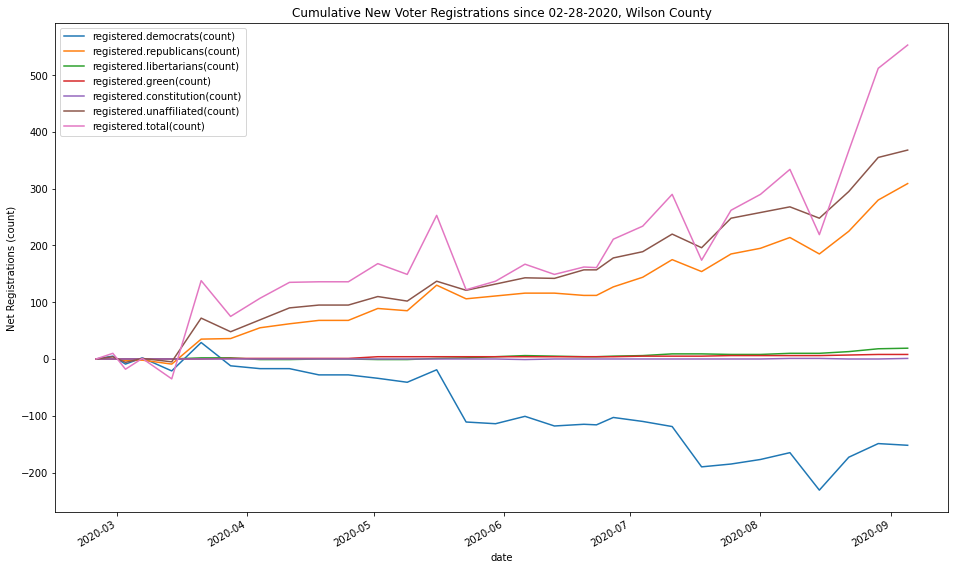 Cumulative New Voter Registrations since 02-28-2020, Wilson County
registered.democrats(count)
registered.republicans(count)
registered.libertarians(count)
registered.green(count)
registered.constitution(count)
registered.unaffiliated(count)
registered.total(count)
Net Registrations (count)
500
400
300
200
100
0
−100
−200
2020-03
2020-04
2020-05
2020-06
2020-07
2020-08
2020-09
date